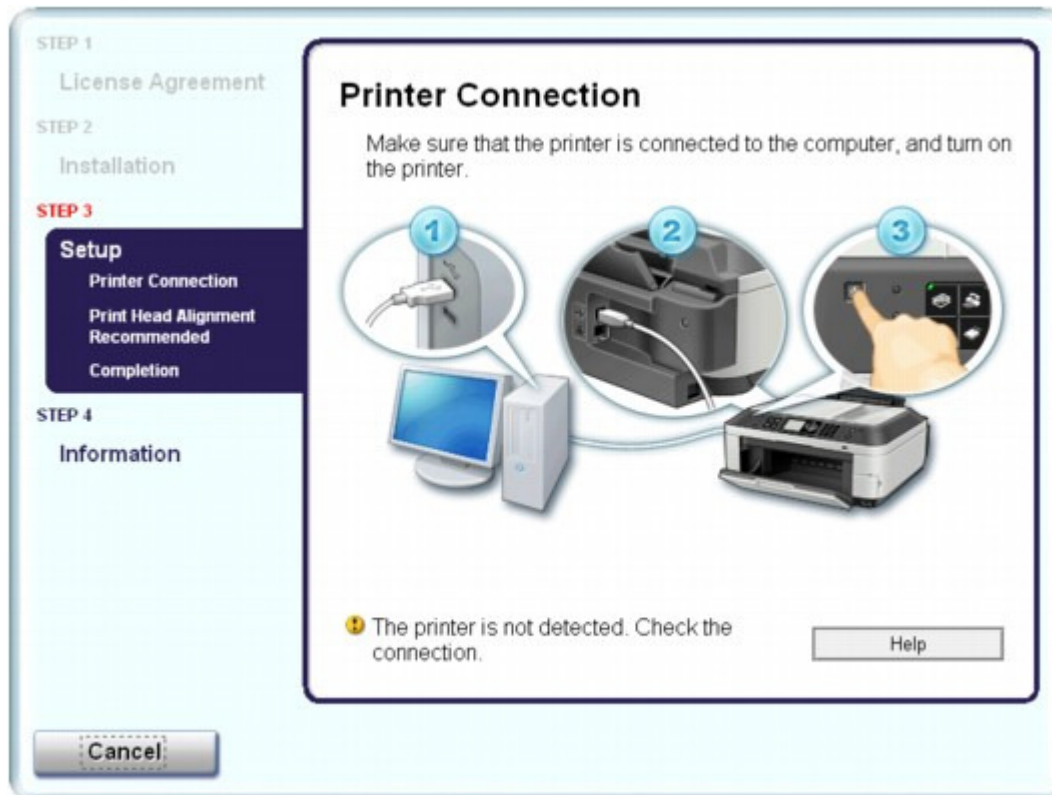 STEP 1
License Agreement
STEP 2
Installation
STEP 3
Setup
Printer Connection
Print Head Alignment
Recommended
Completion
STEP 4
Information
Printer Connection
Make sure that the printer is connected to the computer, and turn on
the printer.
1
2
3
The printer is not detected. Check the
connection.
Help
Cancel